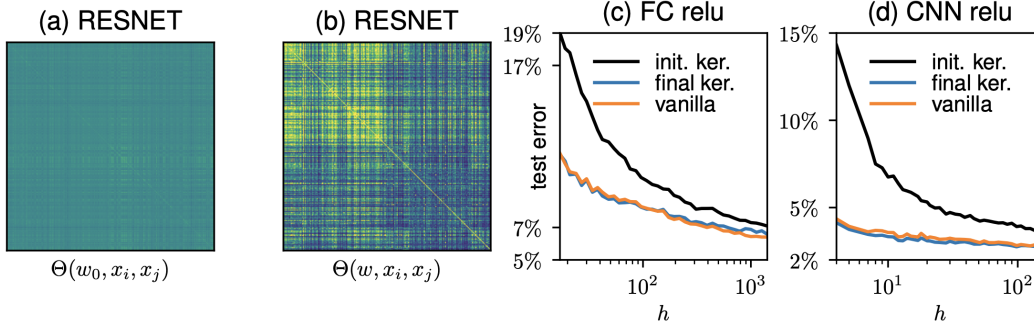 (a) RESNET
Θ(w₀, xᵢ, xⱼ)
(b) RESNET
Θ(w, xᵢ, xⱼ)
(c) FC relu
test error
19%
17%
7%
5%
init. ker.
final ker.
vanilla
10²
10³
h
(d) CNN relu
15%
10%
5%
2%
init. ker.
final ker.
vanilla
10¹
10²
h